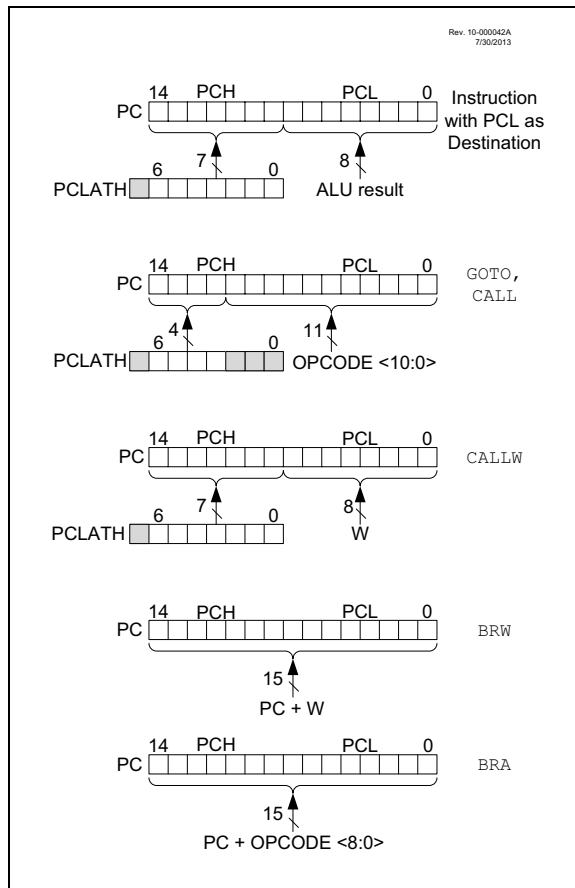 Rev. 10-000042A
7/30/2013
14 PCH PCL 0
PC
Instruction
with PCL as
Destination
7 8
6 0
PCLATH
ALU result
14 PCH PCL 0
PC
GOTO,
CALL
4 11
6 0
PCLATH
OPCODE <10:0>
14 PCH PCL 0
PC
CALLW
7 8
6 0
PCLATH
W
14 PCH PCL 0
PC
BRW
15
PC + W
14 PCH PCL 0
PC
BRA
15
PC + OPCODE <8:0>